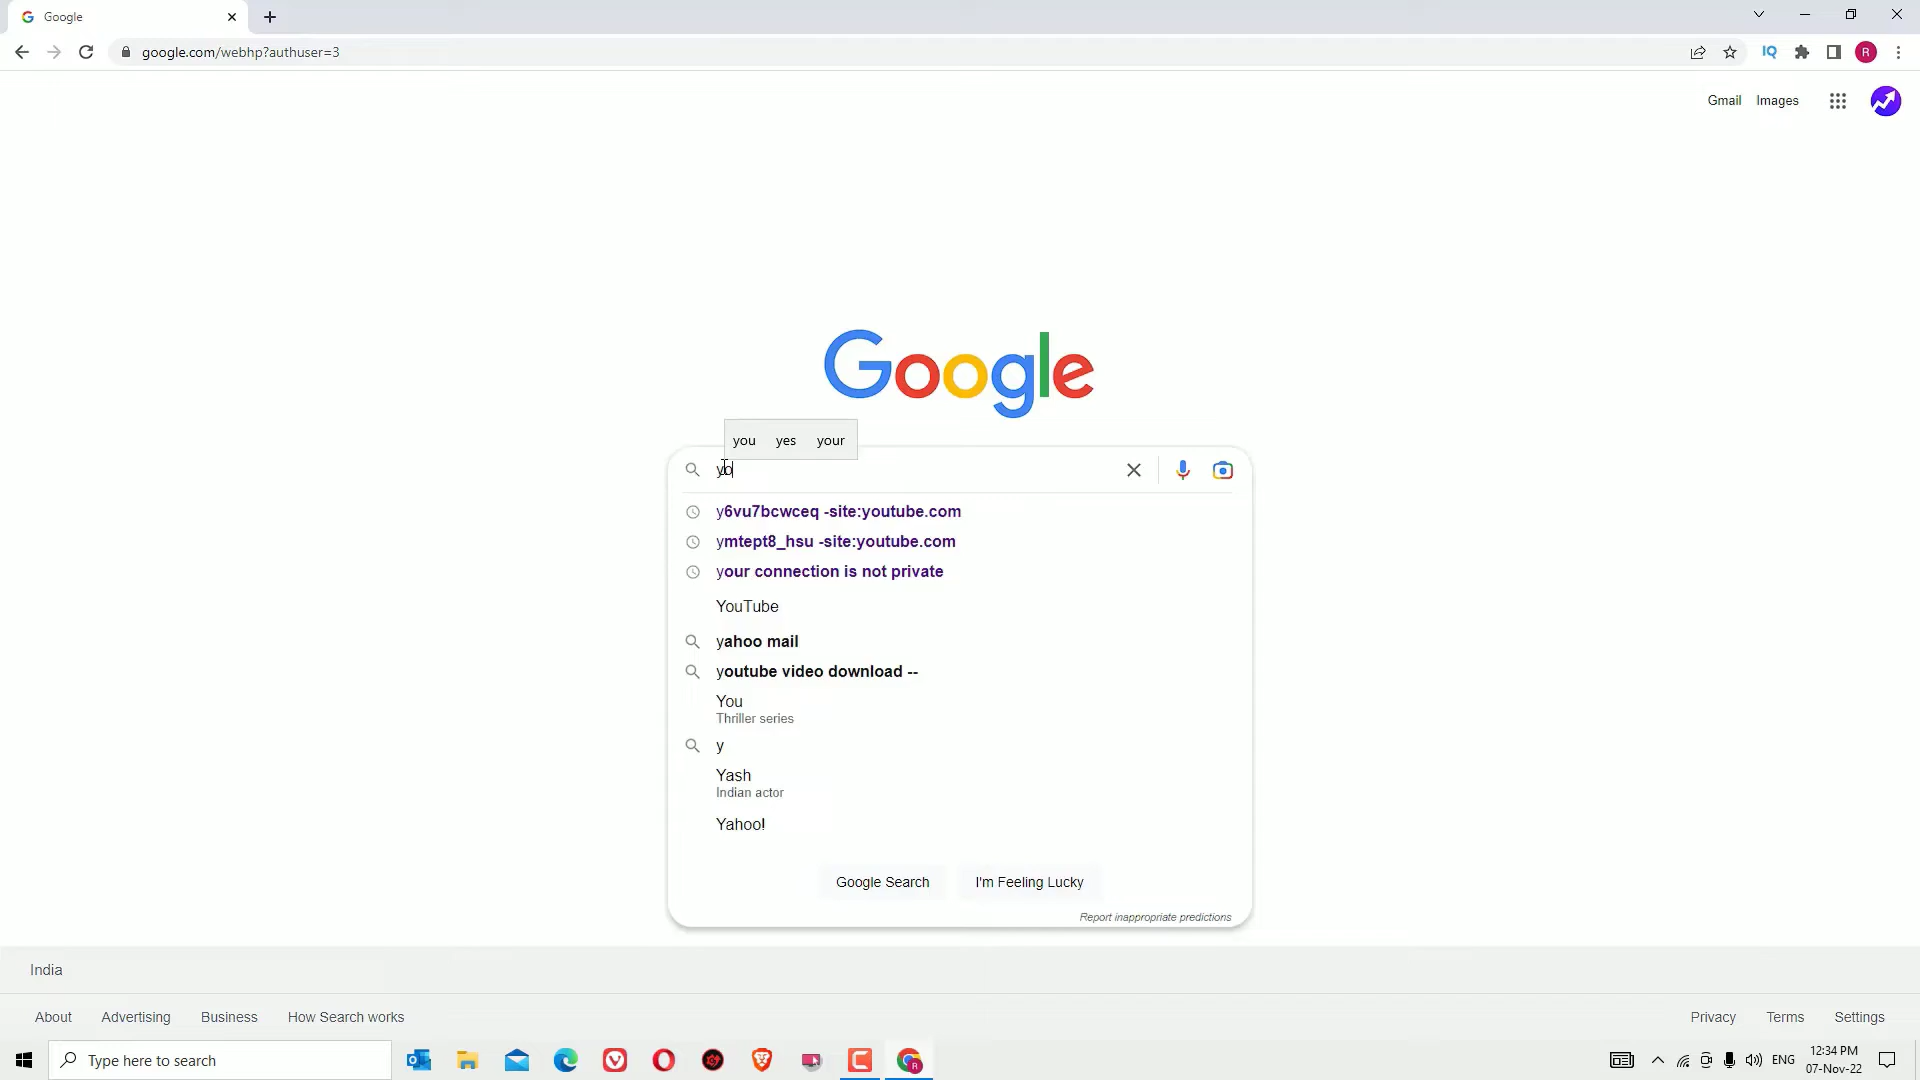 Google
google.com/webhp?authuser=3
IQ
R
Gmail Images
Google
you yes your
yo
y6vu7bcwceq -site:youtube.com
ymtept8_hsu -site:youtube.com
your connection is not private
YouTube
yahoo mail
youtube video download --
You
Thriller series
y
Yash
Indian actor
Yahoo!
Google Search I'm Feeling Lucky
Report inappropriate predictions
India
About Advertising Business How Search works Privacy Terms Settings
Type here to search
ENG
12:34 PM
07-Nov-22